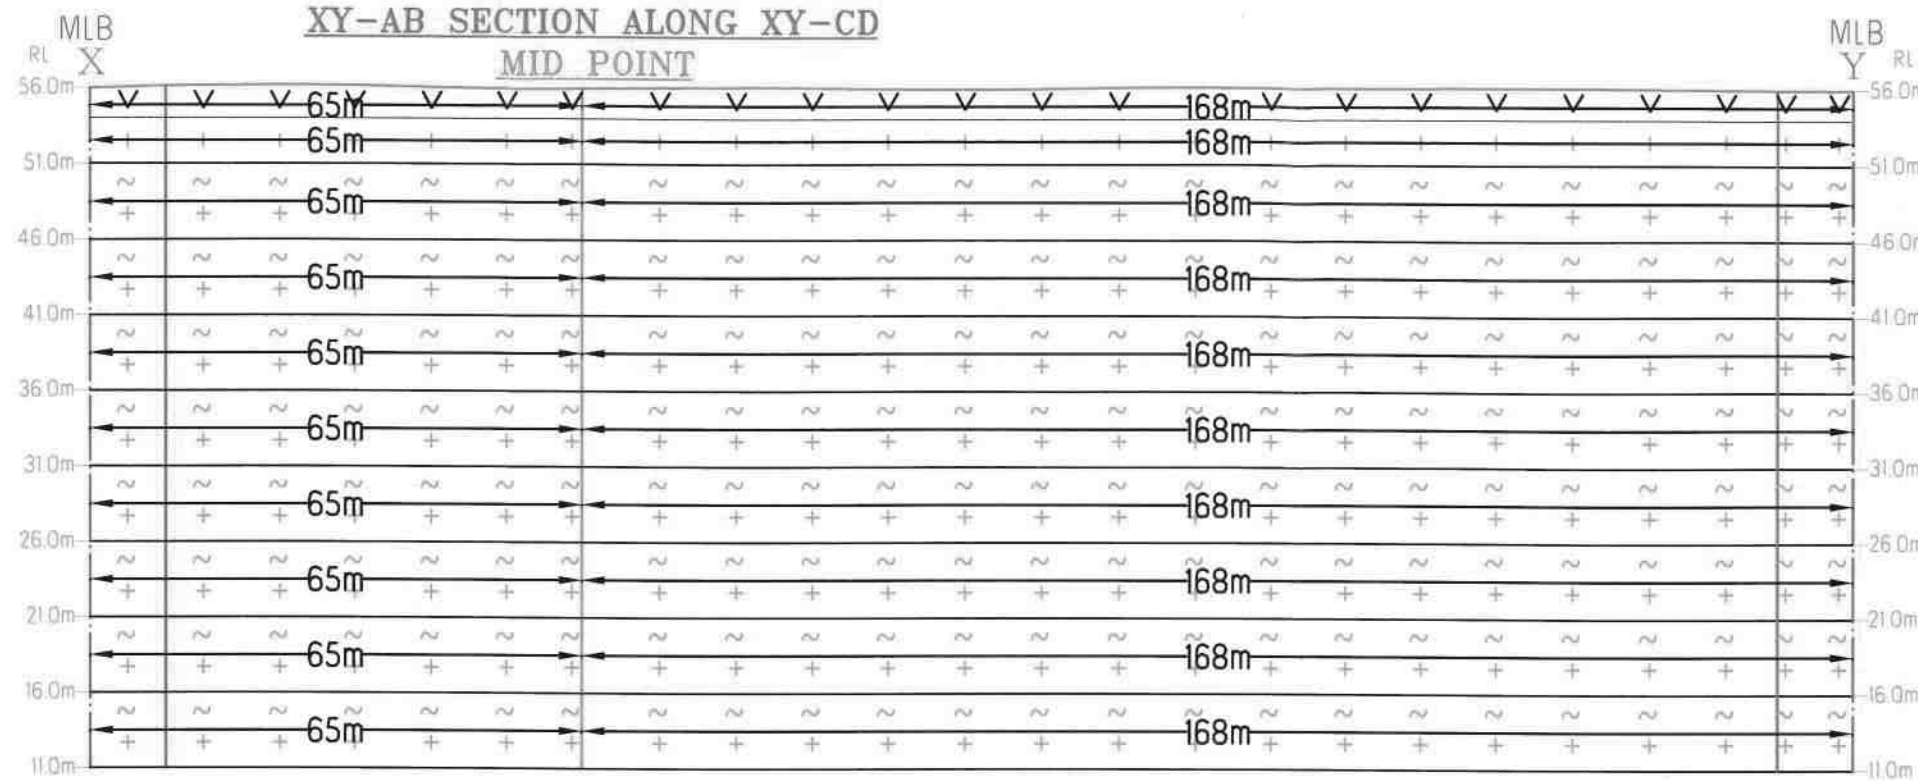 XY-AB SECTION ALONG XY-CD
MLB MLB
RL X MID POINT Y RL
56.0m 56.0m
65m 168m
65m 168m
51.0m 51.0m
65m 168m
46.0m 46.0m
65m 168m
41.0m 41.0m
65m 168m
36.0m 36.0m
65m 168m
31.0m 31.0m
65m 168m
26.0m 26.0m
65m 168m
21.0m 21.0m
65m 168m
16.0m 16.0m
65m 168m
11.0m 11.0m